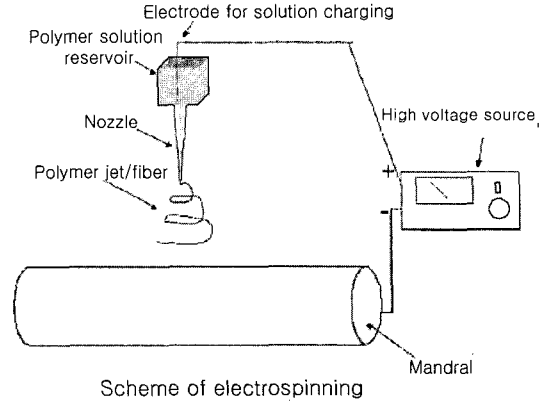 Electrode for solution charging
Polymer solution
reservoir
High voltage source
Nozzle
Polymer jet/fiber
+
-
Mandral
Scheme of electrospinning